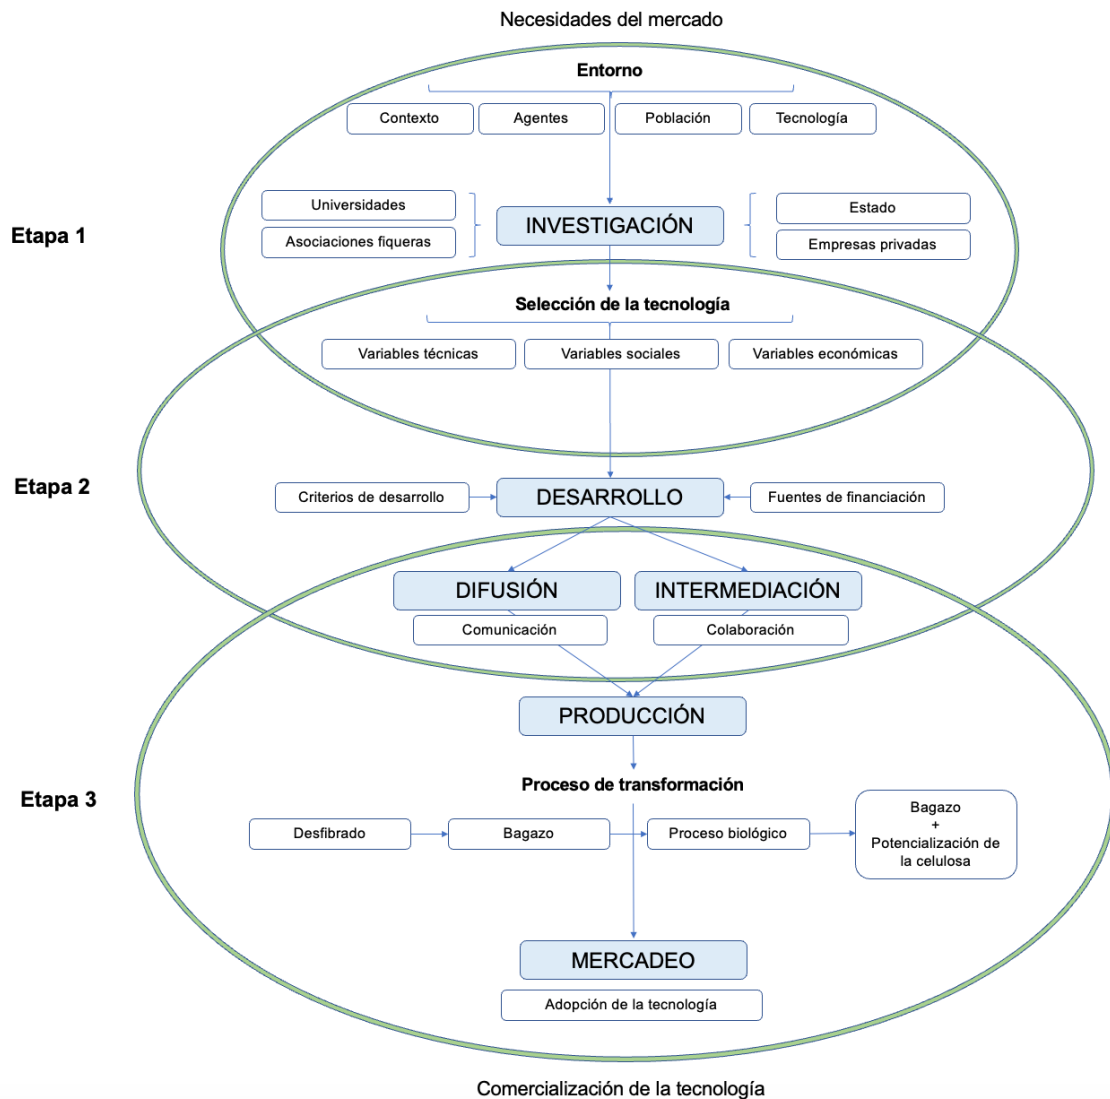 Necesidades del mercado
Entorno
Contexto
Agentes
Población
Tecnología
Universidades
Asociaciones fiqueras
Etapa 1
INVESTIGACIÓN
Estado
Empresas privadas
Selección de la tecnología
Variables técnicas
Variables sociales
Variables económicas
Etapa 2
Criterios de desarrollo
DESARROLLO
Fuentes de financiación
DIFUSIÓN
INTERMEDIACIÓN
Comunicación
Colaboración
PRODUCCIÓN
Etapa 3
Proceso de transformación
Desfibrado
Bagazo
Proceso biológico
Bagazo
+
Potencialización de
la celulosa
MERCADEO
Adopción de la tecnología
Comercialización de la tecnología